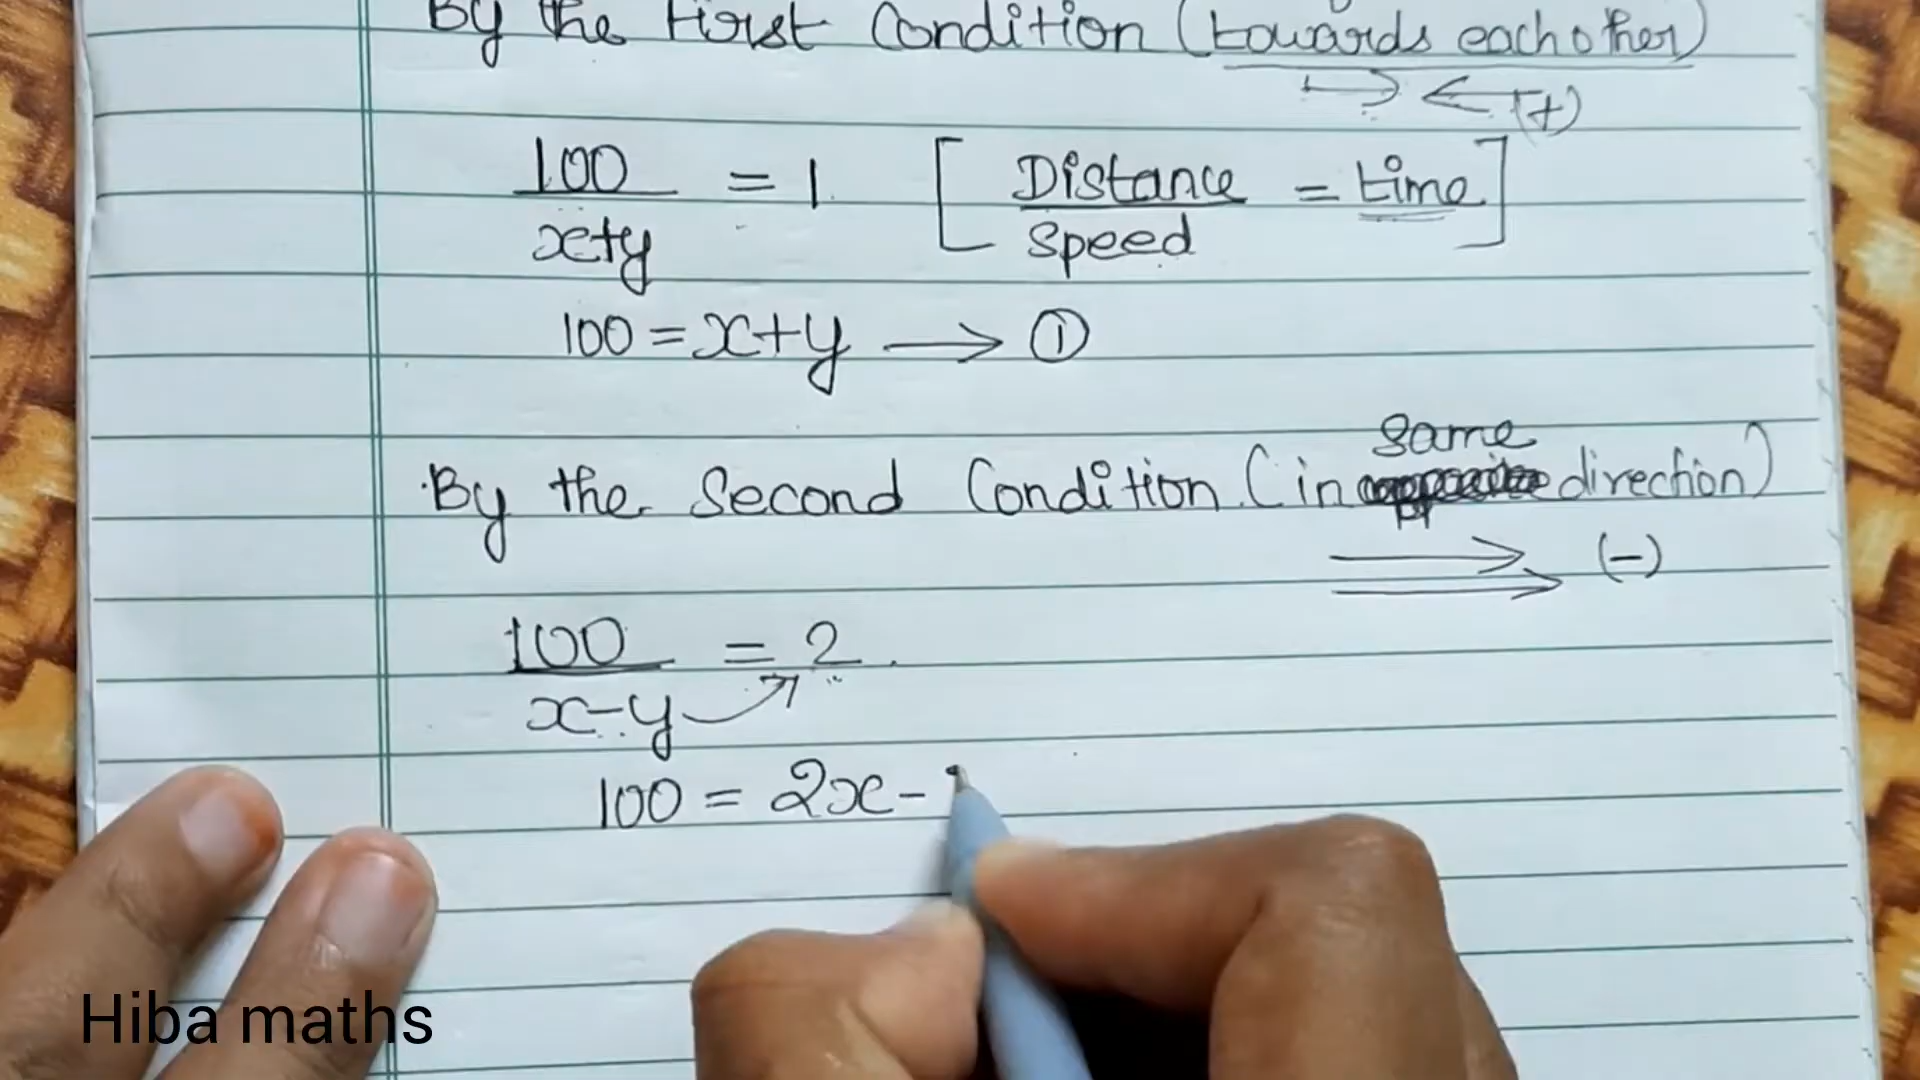 By the First Condition (towards each other)
(+)
100/x+y = 1 [Distance/Speed = time]
100 = x+y → ①
same
By the Second Condition (in direction)
(-)
100/x-y = 2
100 = 2x -
Hiba maths